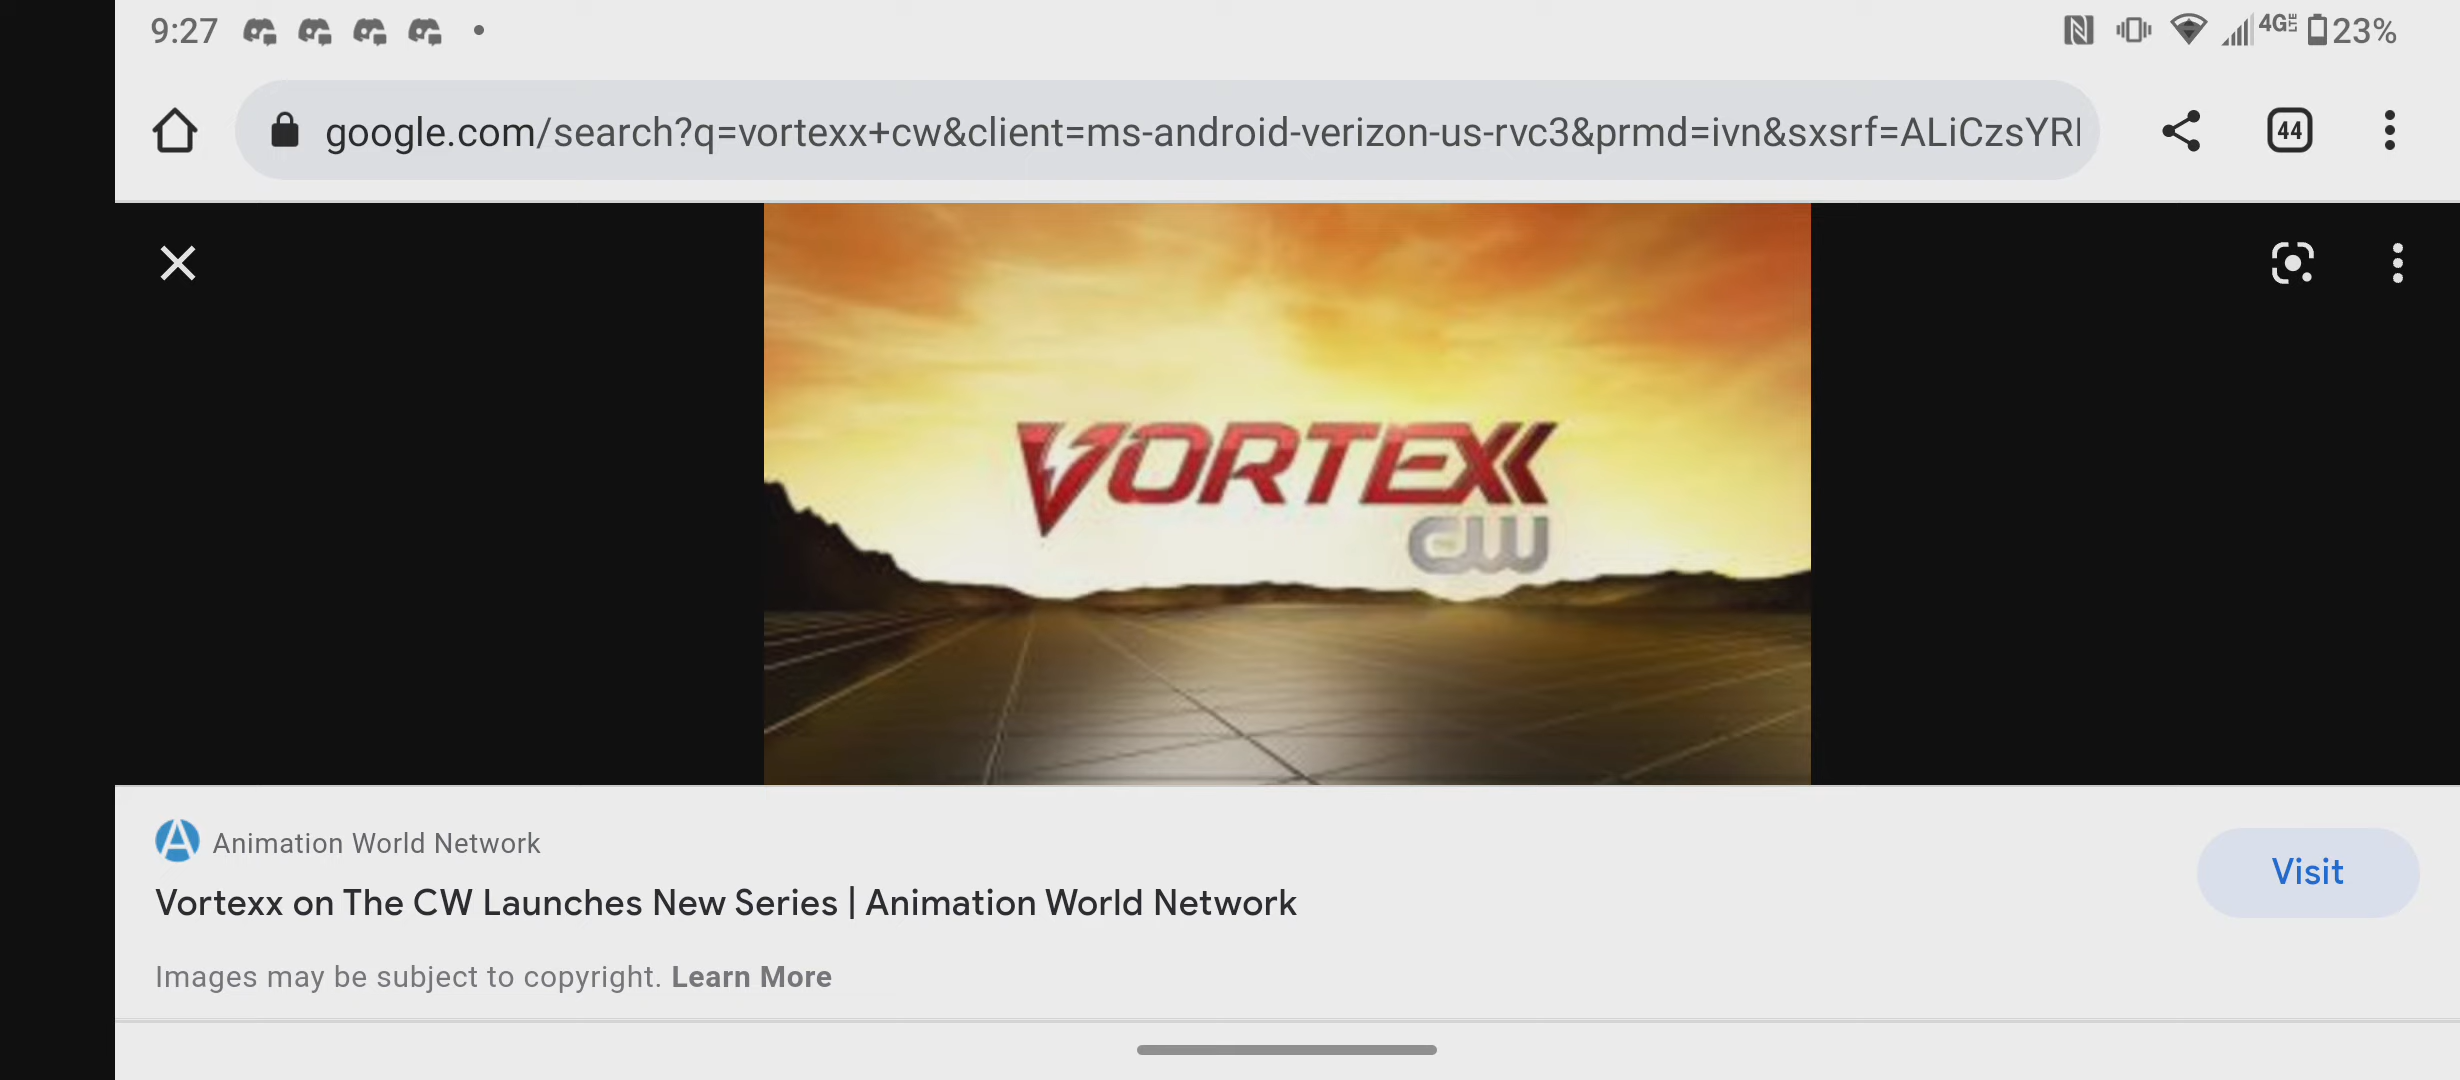 9:27
4G LTE 23%
google.com/search?q=vortexx+cw&client=ms-android-verizon-us-rvc3&prmd=ivn&sxsrf=ALiCzsYR
44
VORTEXX
CW
Animation World Network
Vortexx on The CW Launches New Series | Animation World Network
Visit
Images may be subject to copyright. Learn More